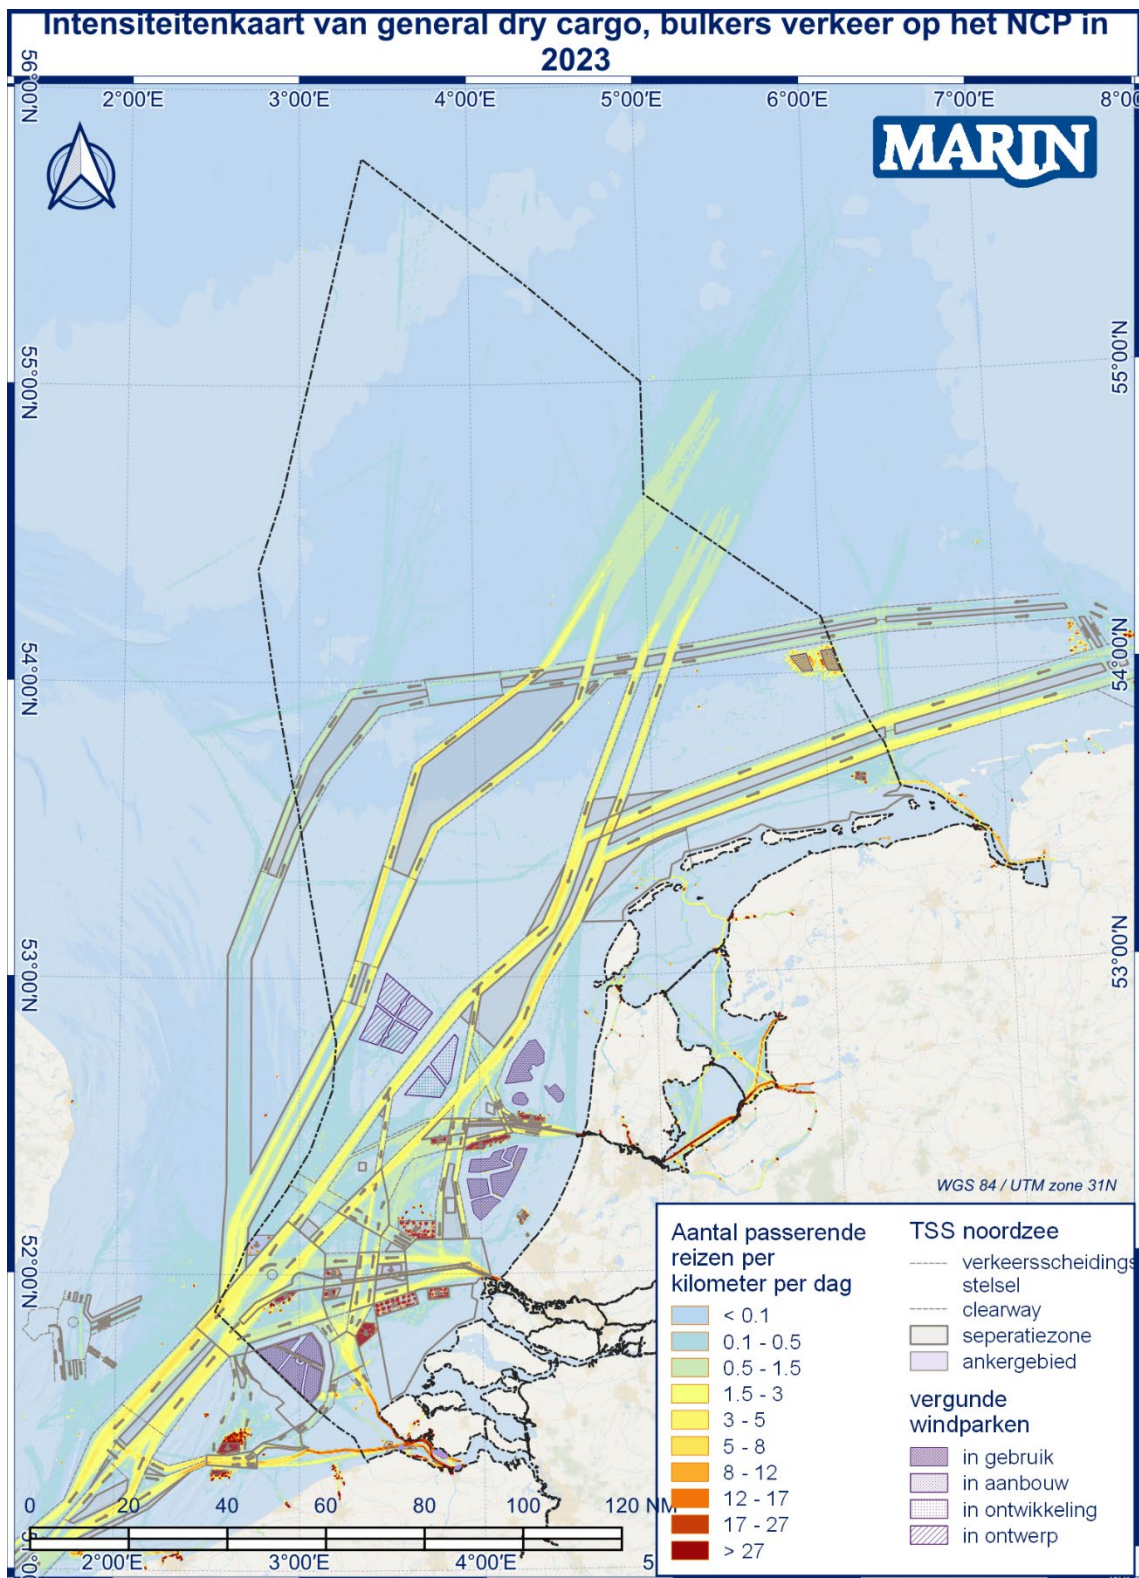 Intensiteitenkaart van general dry cargo, bulkers verkeer op het NCP in
2023
2°00'E
3°00'E
4°00'E
5°00'E
6°00'E
7°00'E
8°0
56°00'N
MARIN
55°00'N
55°00'N
54°00'N
54°00'N
53°00'N
53°00'N
52°00'N
WGS 84 / UTM zone 31N
Aantal passerende
reizen per
kilometer per dag
< 0.1
0.1 - 0.5
0.5 - 1.5
1.5 - 3
3 - 5
5 - 8
8 - 12
12 - 17
17 - 27
> 27
TSS noordzee
verkeersscheidings
stelsel
clearway
seperatiezone
ankergebied
vergunde
windparken
in gebruik
in aanbouw
in ontwikkeling
in ontwerp
0
20
40
60
80
100
120 NM
2°00'E
3°00'E
4°00'E
5